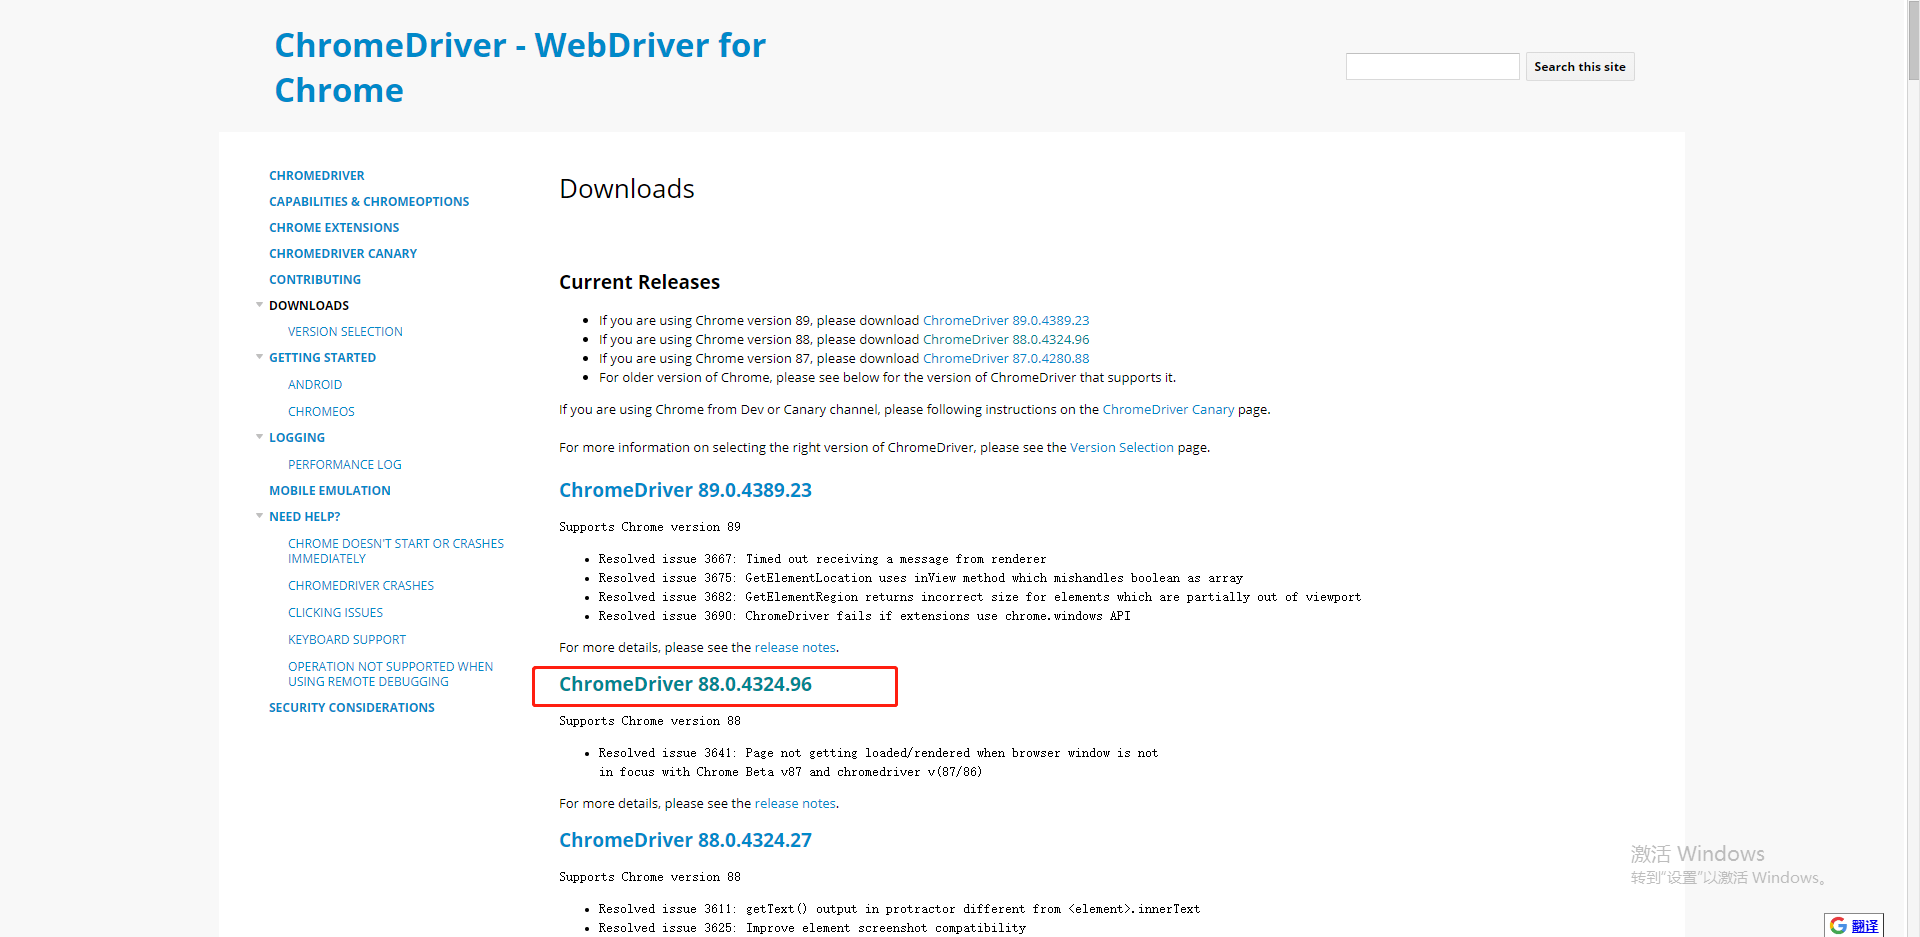 ChromeDriver - WebDriver for
Chrome
Search this site
CHROMEDRIVER
CAPABILITIES & CHROMEOPTIONS
CHROME EXTENSIONS
CHROMEDRIVER CANARY
CONTRIBUTING
DOWNLOADS
VERSION SELECTION
GETTING STARTED
ANDROID
CHROMEOS
LOGGING
PERFORMANCE LOG
MOBILE EMULATION
NEED HELP?
CHROME DOESN'T START OR CRASHES
IMMEDIATELY
CHROMEDRIVER CRASHES
CLICKING ISSUES
KEYBOARD SUPPORT
OPERATION NOT SUPPORTED WHEN
USING REMOTE DEBUGGING
SECURITY CONSIDERATIONS
Downloads
Current Releases
If you are using Chrome version 89, please download ChromeDriver 89.0.4389.23
If you are using Chrome version 88, please download ChromeDriver 88.0.4324.96
If you are using Chrome version 87, please download ChromeDriver 87.0.4280.88
For older version of Chrome, please see below for the version of ChromeDriver that supports it.
If you are using Chrome from Dev or Canary channel, please following instructions on the ChromeDriver Canary page.
For more information on selecting the right version of ChromeDriver, please see the Version Selection page.
ChromeDriver 89.0.4389.23
Supports Chrome version 89
Resolved issue 3667: Timed out receiving a message from renderer
Resolved issue 3675: GetElementLocation uses inView method which mishandles boolean as array
Resolved issue 3682: GetElementRegion returns incorrect size for elements which are partially out of viewport
Resolved issue 3690: ChromeDriver fails if extensions use chrome.windows API
For more details, please see the release notes.
ChromeDriver 88.0.4324.96
Supports Chrome version 88
Resolved issue 3641: Page not getting loaded/rendered when browser window is not
in focus with Chrome Beta v87 and chromedriver v(87/86)
For more details, please see the release notes.
ChromeDriver 88.0.4324.27
Supports Chrome version 88
Resolved issue 3611: getText() output in protractor different from <element>.innerText
Resolved issue 3625: Improve element screenshot compatibility
激活 Windows
转到“设置”以激活 Windows。
翻译